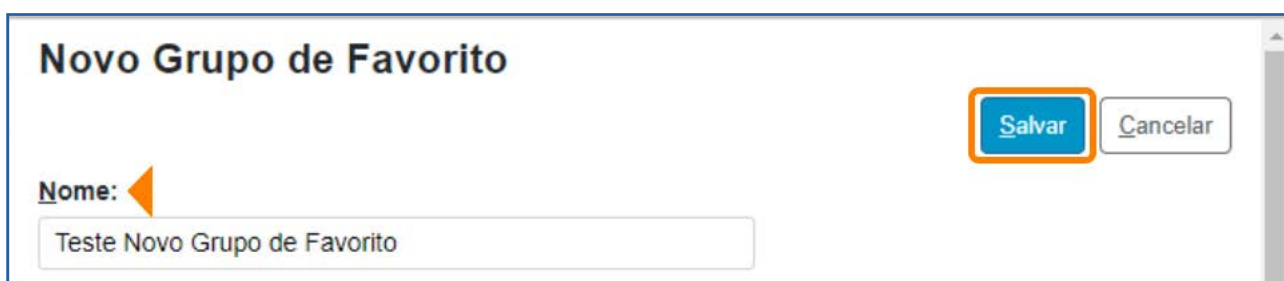 Novo Grupo de Favorito
Salvar Cancelar
Nome:
Teste Novo Grupo de Favorito